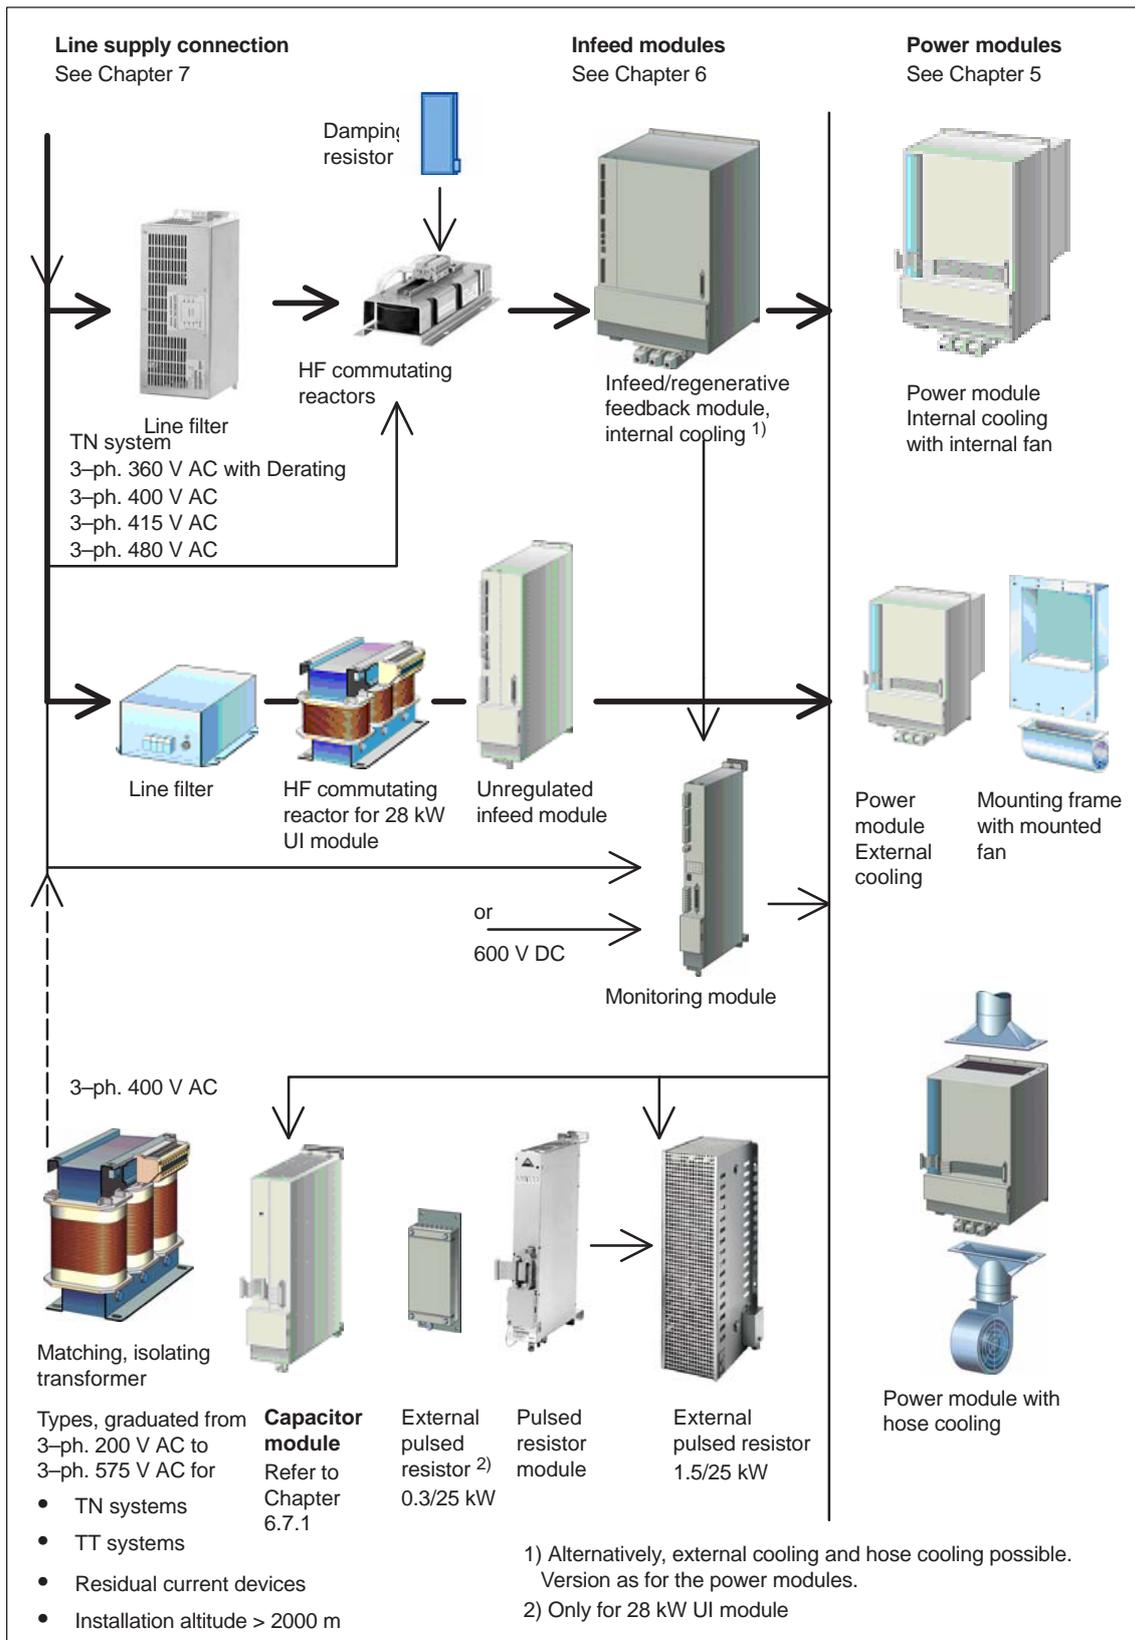 Line supply connection
See Chapter 7
Infeed modules
See Chapter 6
Power modules
See Chapter 5
Damping
resistor
HF commutating
reactors
Line filter
Infeed/regenerative
feedback module,
internal cooling 1)
Power module
Internal cooling
with internal fan
TN system
3–ph. 360 V AC with Derating
3–ph. 400 V AC
3–ph. 415 V AC
3–ph. 480 V AC
Line filter
HF commutating
reactor for 28 kW
UI module
Unregulated
infeed module
Power
module
External
cooling
Mounting frame
with mounted
fan
or
600 V DC
Monitoring module
3–ph. 400 V AC
Matching, isolating
transformer
Types, graduated from
3–ph. 200 V AC to
3–ph. 575 V AC for
• TN systems
• TT systems
• Residual current devices
• Installation altitude > 2000 m
Capacitor
module
Refer to
Chapter
6.7.1
External
pulsed
resistor 2)
0.3/25 kW
Pulsed
resistor
module
External
pulsed resistor
1.5/25 kW
Power module with
hose cooling
1) Alternatively, external cooling and hose cooling possible.
Version as for the power modules.
2) Only for 28 kW UI module